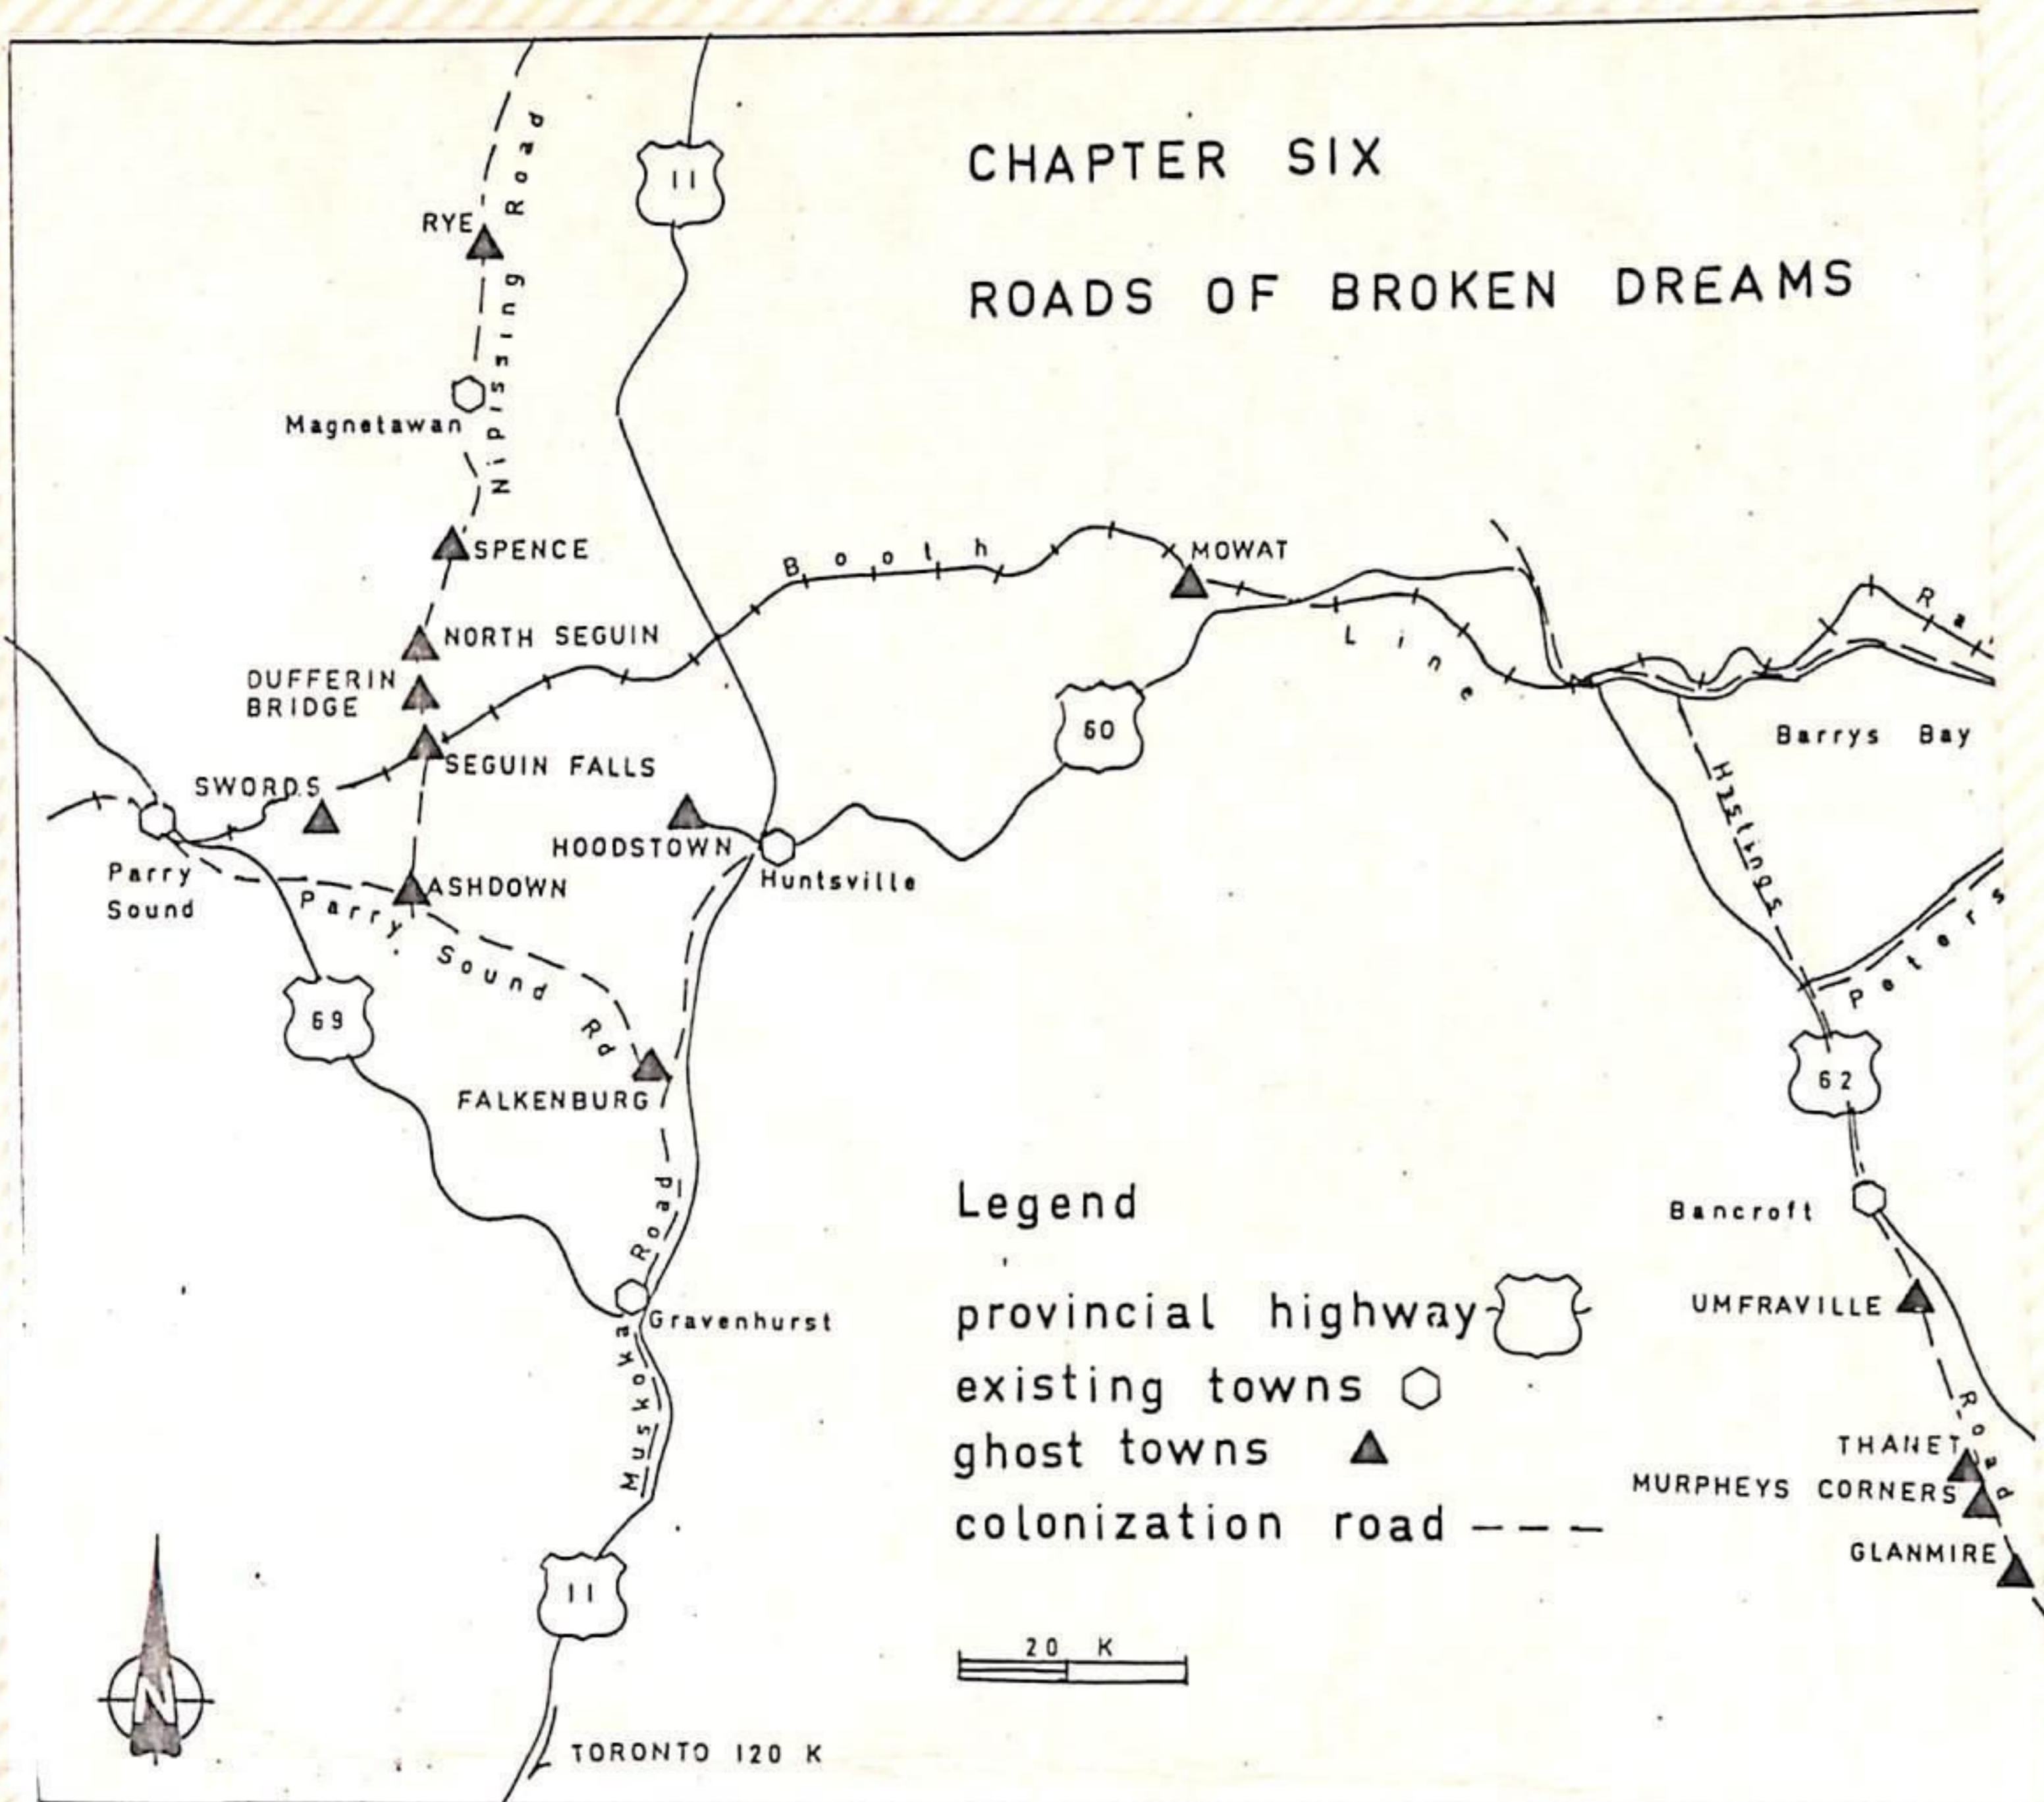 CHAPTER SIX
ROADS OF BROKEN DREAMS
11
Nipissing Road
RYE
Magnetawan
SPENCE
NORTH SEGUIN
DUFFERIN
BRIDGE
SEGUIN FALLS
SWORDS
Parry
Sound
ASHDOWN
Parry Sound Rd
HOODSTOWN
Huntsville
Booth Line
MOWAT
60
Ra
Barrys Bay
Hastings
Peters
69
FALKENBURG
62
Bancroft
UMFRAVILLE
Road
THANET
MURPHEYS CORNERS
GLANMIRE
Muskoka Road
Gravenhurst
Legend
provincial highway
existing towns
ghost towns
colonization road
20 K
11
N
TORONTO 120 K